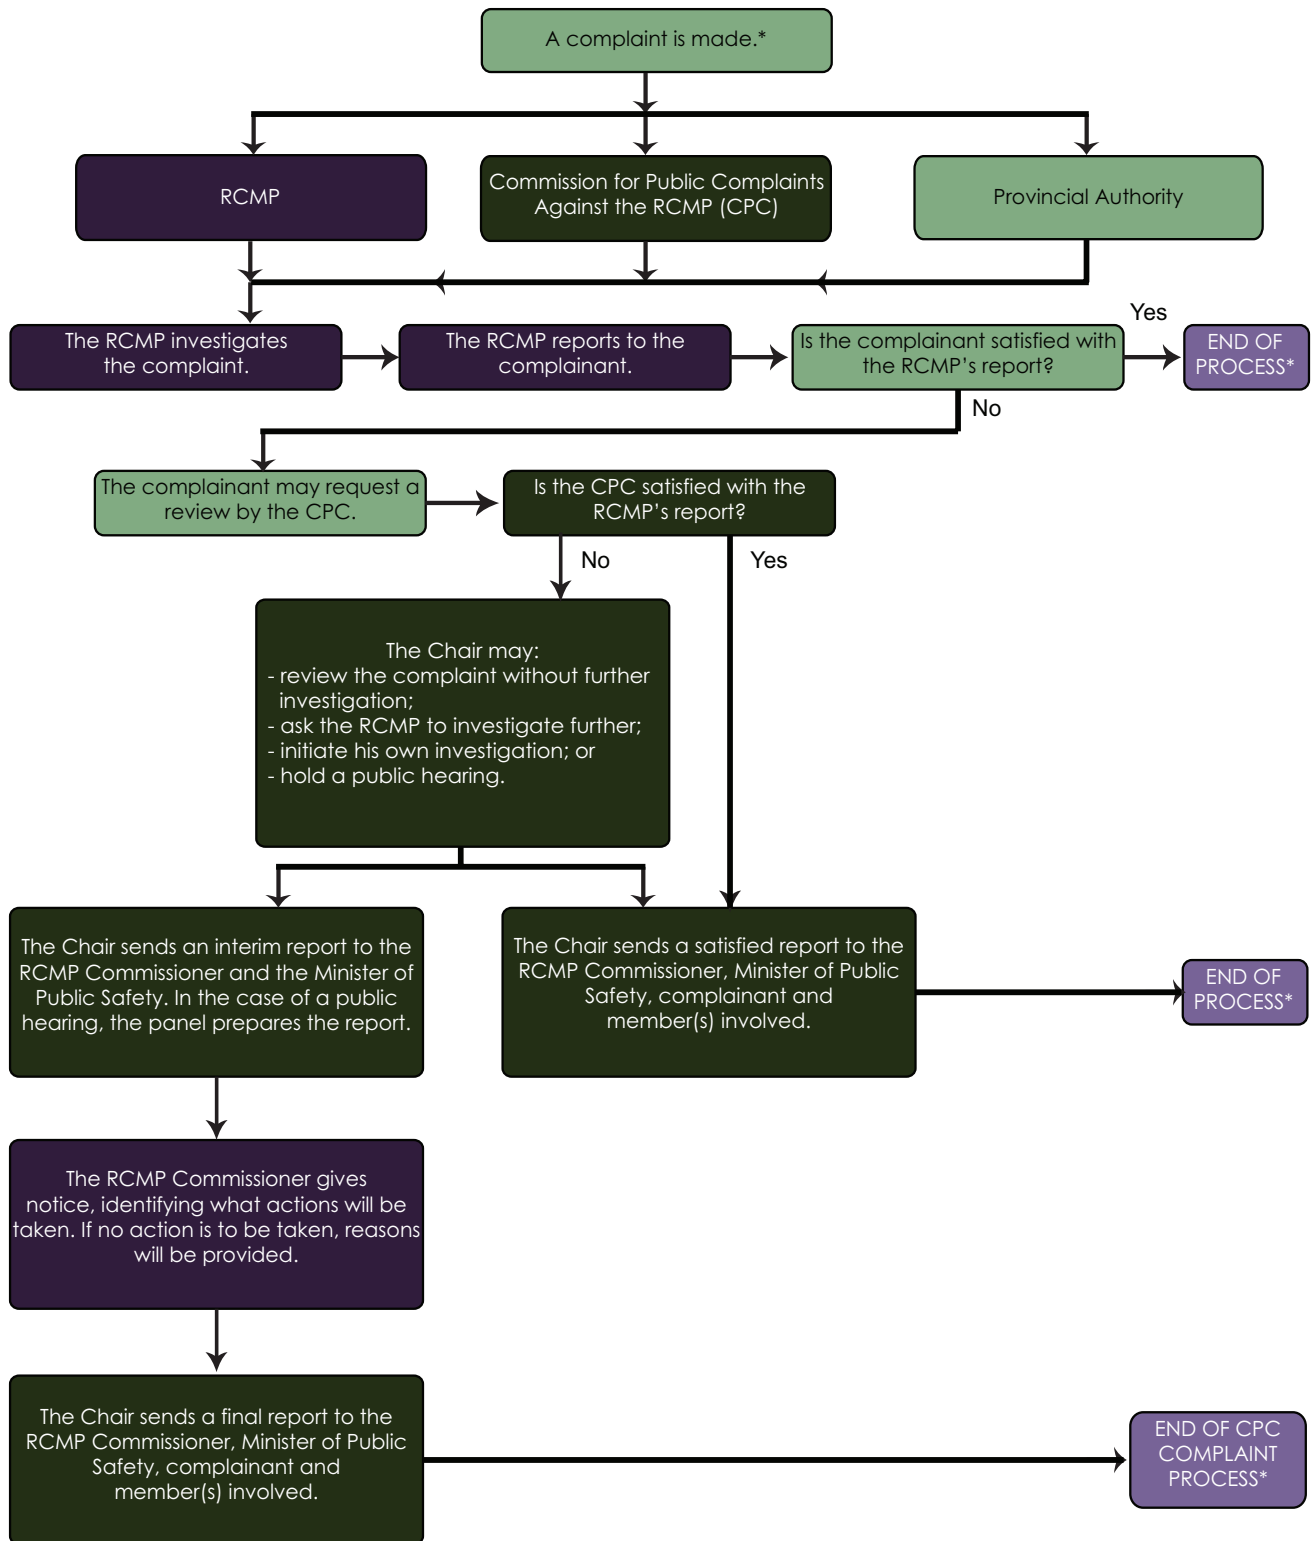 A complaint is made.*
RCMP
Commission for Public Complaints
Against the RCMP (CPC)
Provincial Authority
The RCMP investigates
the complaint.
The RCMP reports to the
complainant.
Is the complainant satisfied with
the RCMP's report?
Yes
END OF
PROCESS*
No
The complainant may request a
review by the CPC.
Is the CPC satisfied with the
RCMP's report?
No
Yes
The Chair may:
- review the complaint without further
investigation;
- ask the RCMP to investigate further;
- initiate his own investigation; or
- hold a public hearing.
The Chair sends an interim report to the
RCMP Commissioner and the Minister of
Public Safety. In the case of a public
hearing, the panel prepares the report.
The Chair sends a satisfied report to the
RCMP Commissioner, Minister of Public
Safety, complainant and
member(s) involved.
END OF
PROCESS*
The RCMP Commissioner gives
notice, identifying what actions will be
taken. If no action is to be taken, reasons
will be provided.
The Chair sends a final report to the
RCMP Commissioner, Minister of Public
Safety, complainant and
member(s) involved.
END OF CPC
COMPLAINT
PROCESS*